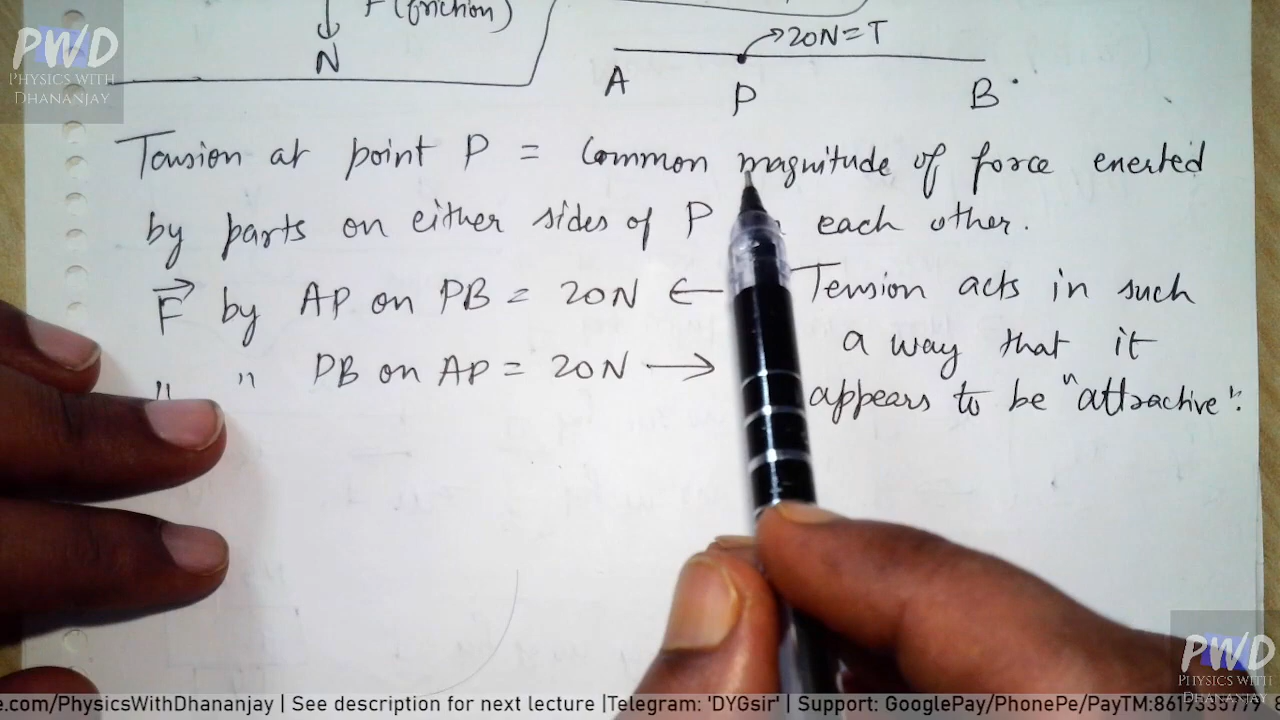 PWD
PHYSICS WITH
DHANANJAY
F (friction)
N
20N = T
A P B
Tension at point P = Common magnitude of force enerted
by parts on either sides of P each other.
F by AP on PB = 20N ← Tension acts in such
a way that it
" " PB on AP = 20N →
appears to be "attractive".
PWD
PHYSICS WITH
DHANANJAY
e.com/PhysicsWithDhananjay | See description for next lecture |Telegram: 'DYGsir' | Support: GooglePay/PhonePe/PayTM: